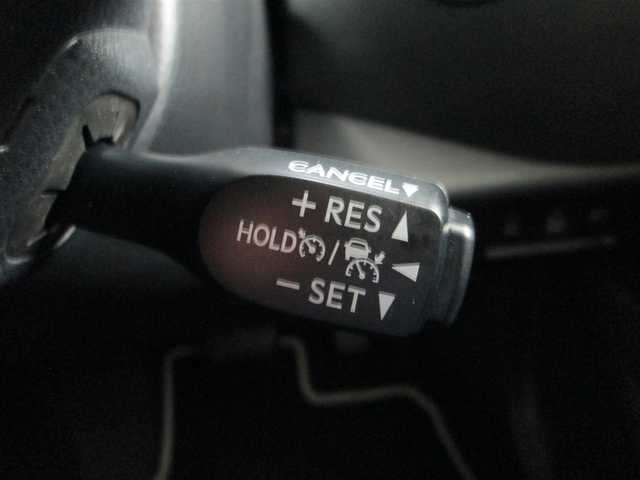 CANCEL▼
+ RES ▲
HOLD / ◀
− SET ▼